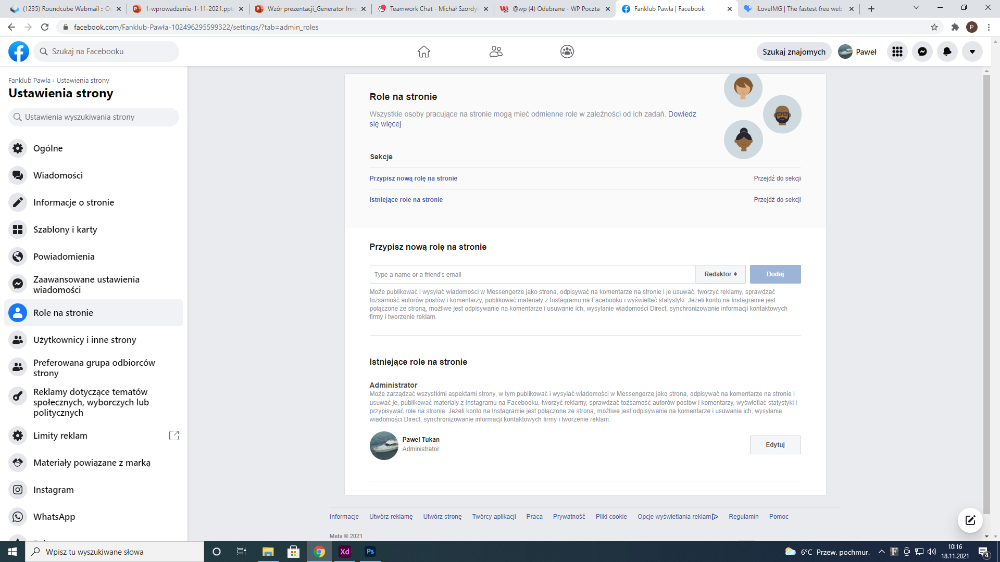 (1235) Roundcube Webmail :: Oc
1-wprowadzenie-1-11-2021.ppt
Wzór prezentacji_Generator Inno
Teamwork Chat - Michał Szordyk
@wp (4) Odebrane - WP Poczta
Fanklub Pawła | Facebook
iLoveIMG | The fastest free web
facebook.com/Fanklub-Pawła-102496295599322/settings/?tab=admin_roles
P
Szukaj na Facebooku
Szukaj znajomych
Paweł
Fanklub Pawła › Ustawienia strony
Ustawienia strony
Ustawienia wyszukiwania strony
Ogólne
Wiadomości
Informacje o stronie
Szablony i karty
Powiadomienia
Zaawansowane ustawienia
wiadomości
Role na stronie
Użytkownicy i inne strony
Preferowana grupa odbiorców
strony
Reklamy dotyczące tematów
społecznych, wyborczych lub
politycznych
Limity reklam
Materiały powiązane z marką
Instagram
WhatsApp
Role na stronie
Wszystkie osoby pracujące na stronie mogą mieć odmienne role w zależności od ich zadań. Dowiedz
się więcej
Sekcje
Przypisz nową rolę na stronie
Przejdź do sekcji
Istniejące role na stronie
Przejdź do sekcji
Przypisz nową rolę na stronie
Type a name or a friend's email
Redaktor
Dodaj
Może publikować i wysyłać wiadomości w Messengerze jako strona, odpisywać na komentarze na stronie i je usuwać, tworzyć reklamy, sprawdzać
tożsamość autorów postów i komentarzy, publikować materiały z Instagramu na Facebooku i wyświetlać statystyki. Jeżeli konto na Instagramie jest
połączone ze stroną, możliwe jest odpisywanie na komentarze i usuwanie ich, wysyłanie wiadomości Direct, synchronizowanie informacji kontaktowych
firmy i tworzenie reklam.
Istniejące role na stronie
Administrator
Może zarządzać wszystkimi aspektami strony, w tym publikować i wysyłać wiadomości w Messengerze jako strona, odpisywać na komentarze na stronie i
usuwać je, publikować materiały z Instagramu na Facebooku, tworzyć reklamy, sprawdzać tożsamość autorów postów i komentarzy, wyświetlać statystyki i
przypisywać role na stronie. Jeżeli konto na Instagramie jest połączone ze stroną, możliwe jest odpisywanie na komentarze i usuwanie ich, wysyłanie
wiadomości Direct, synchronizowanie informacji kontaktowych firmy i tworzenie reklam.
Paweł Tukan
Administrator
Edytuj
Informacje
Utwórz reklamę
Utwórz stronę
Twórcy aplikacji
Praca
Prywatność
Pliki cookie
Opcje wyświetlania reklam
Regulamin
Pomoc
Meta © 2021
Wpisz tu wyszukiwane słowa
Xd
Ps
6°C Przew. pochmur.
10:16
18.11.2021
4